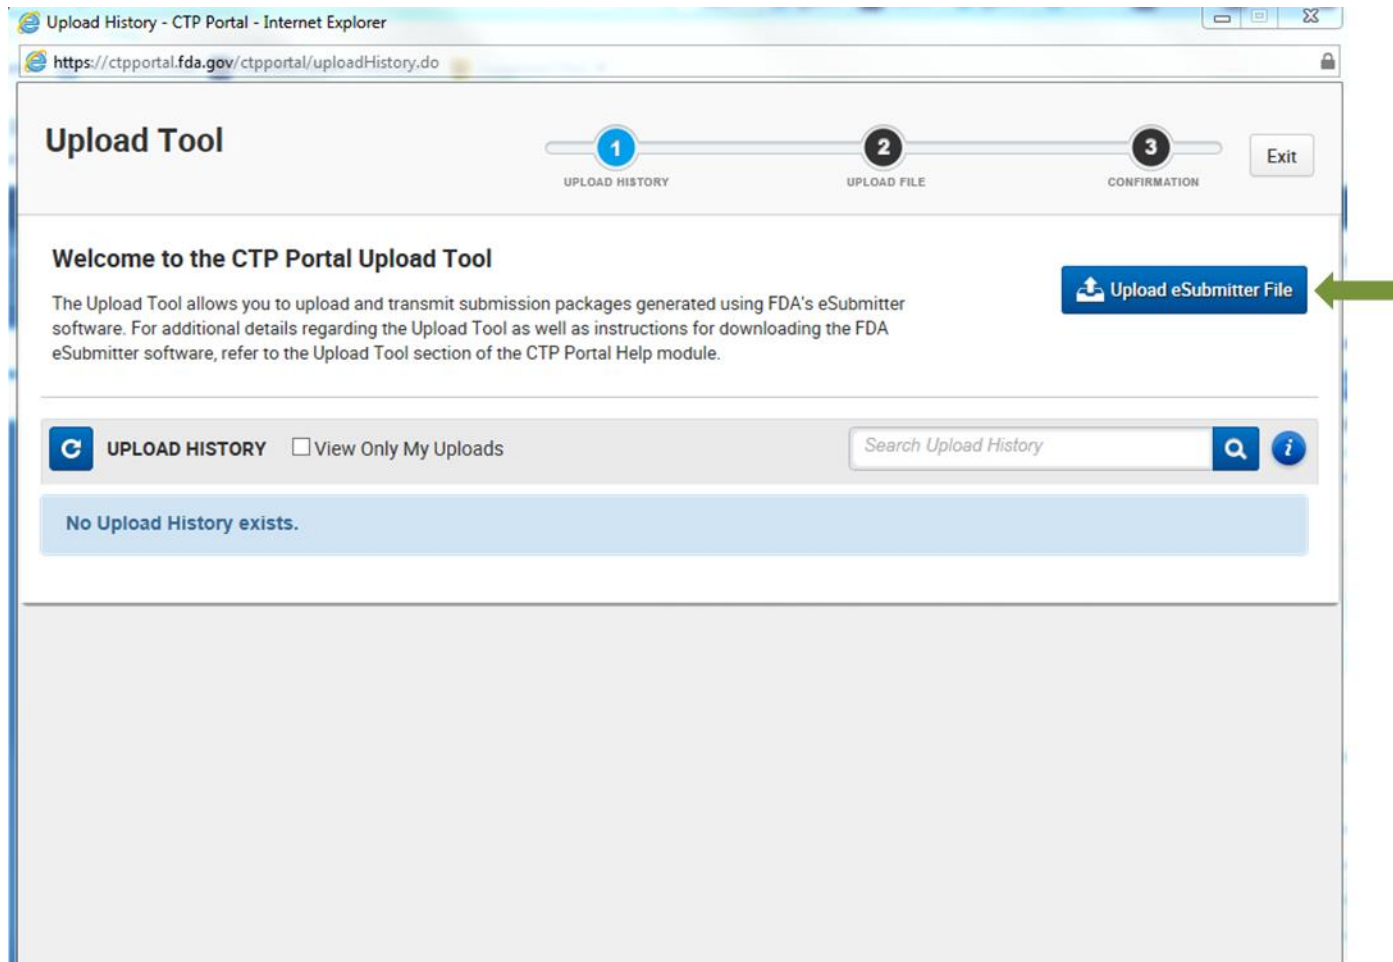 Upload History - CTP Portal - Internet Explorer
https://ctpportal.fda.gov/ctpportal/uploadHistory.do
Upload Tool
1
2
3
Exit
UPLOAD HISTORY
UPLOAD FILE
CONFIRMATION
Welcome to the CTP Portal Upload Tool
Upload eSubmitter File
The Upload Tool allows you to upload and transmit submission packages generated using FDA's eSubmitter
software. For additional details regarding the Upload Tool as well as instructions for downloading the FDA
eSubmitter software, refer to the Upload Tool section of the CTP Portal Help module.
UPLOAD HISTORY
View Only My Uploads
Search Upload History
i
No Upload History exists.